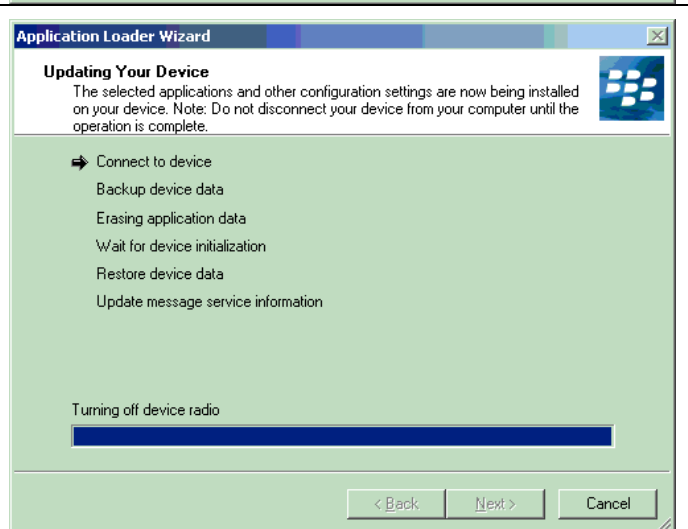 Application Loader Wizard
Updating Your Device
The selected applications and other configuration settings are now being installed
on your device. Note: Do not disconnect your device from your computer until the
operation is complete.
Connect to device
Backup device data
Erasing application data
Wait for device initialization
Restore device data
Update message service information
Turning off device radio
< Back Next > Cancel